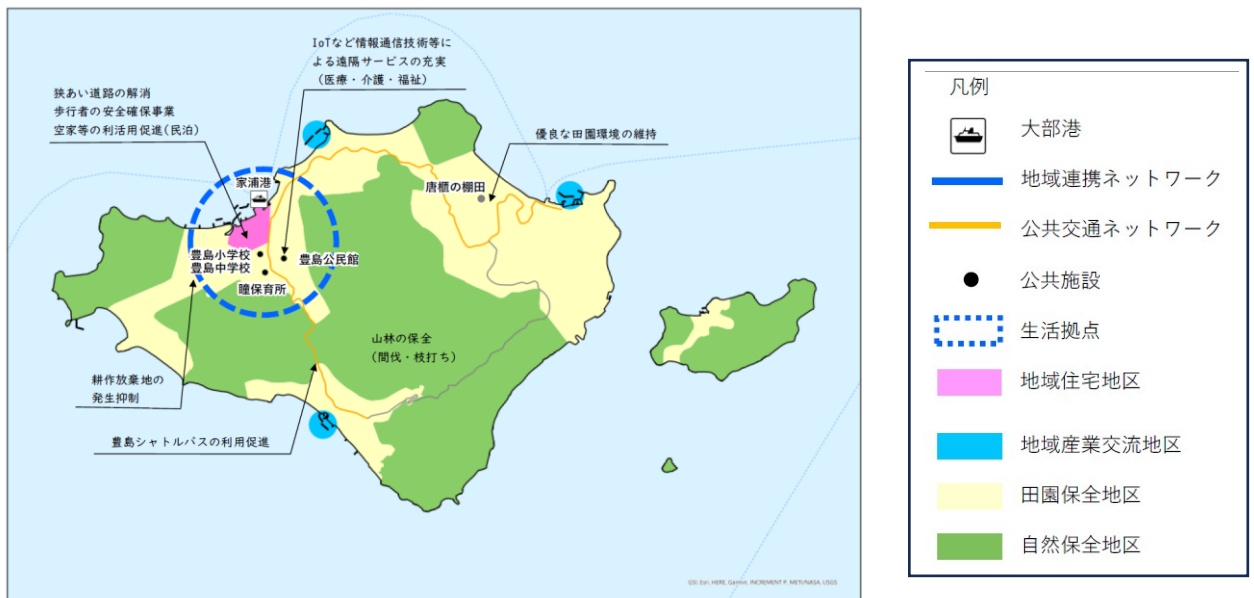 IoTなど情報通信技術等に
よる遠隔サービスの充実
（医療・介護・福祉）
狭あい道路の解消
歩行者の安全確保事業
空家等の利活用促進(民泊)
優良な田園環境の維持
家浦港
唐櫃の棚田
豊島小学校
豊島中学校
豊島公民館
瞳保育所
山林の保全
（間伐・枝打ち）
耕作放棄地の
発生抑制
豊島シャトルバスの利用促進
GSI, Esri, HERE, Garmin, INCREMENT P, METI/NASA, USGS
凡例
大部港
地域連携ネットワーク
公共交通ネットワーク
公共施設
生活拠点
地域住宅地区
地域産業交流地区
田園保全地区
自然保全地区